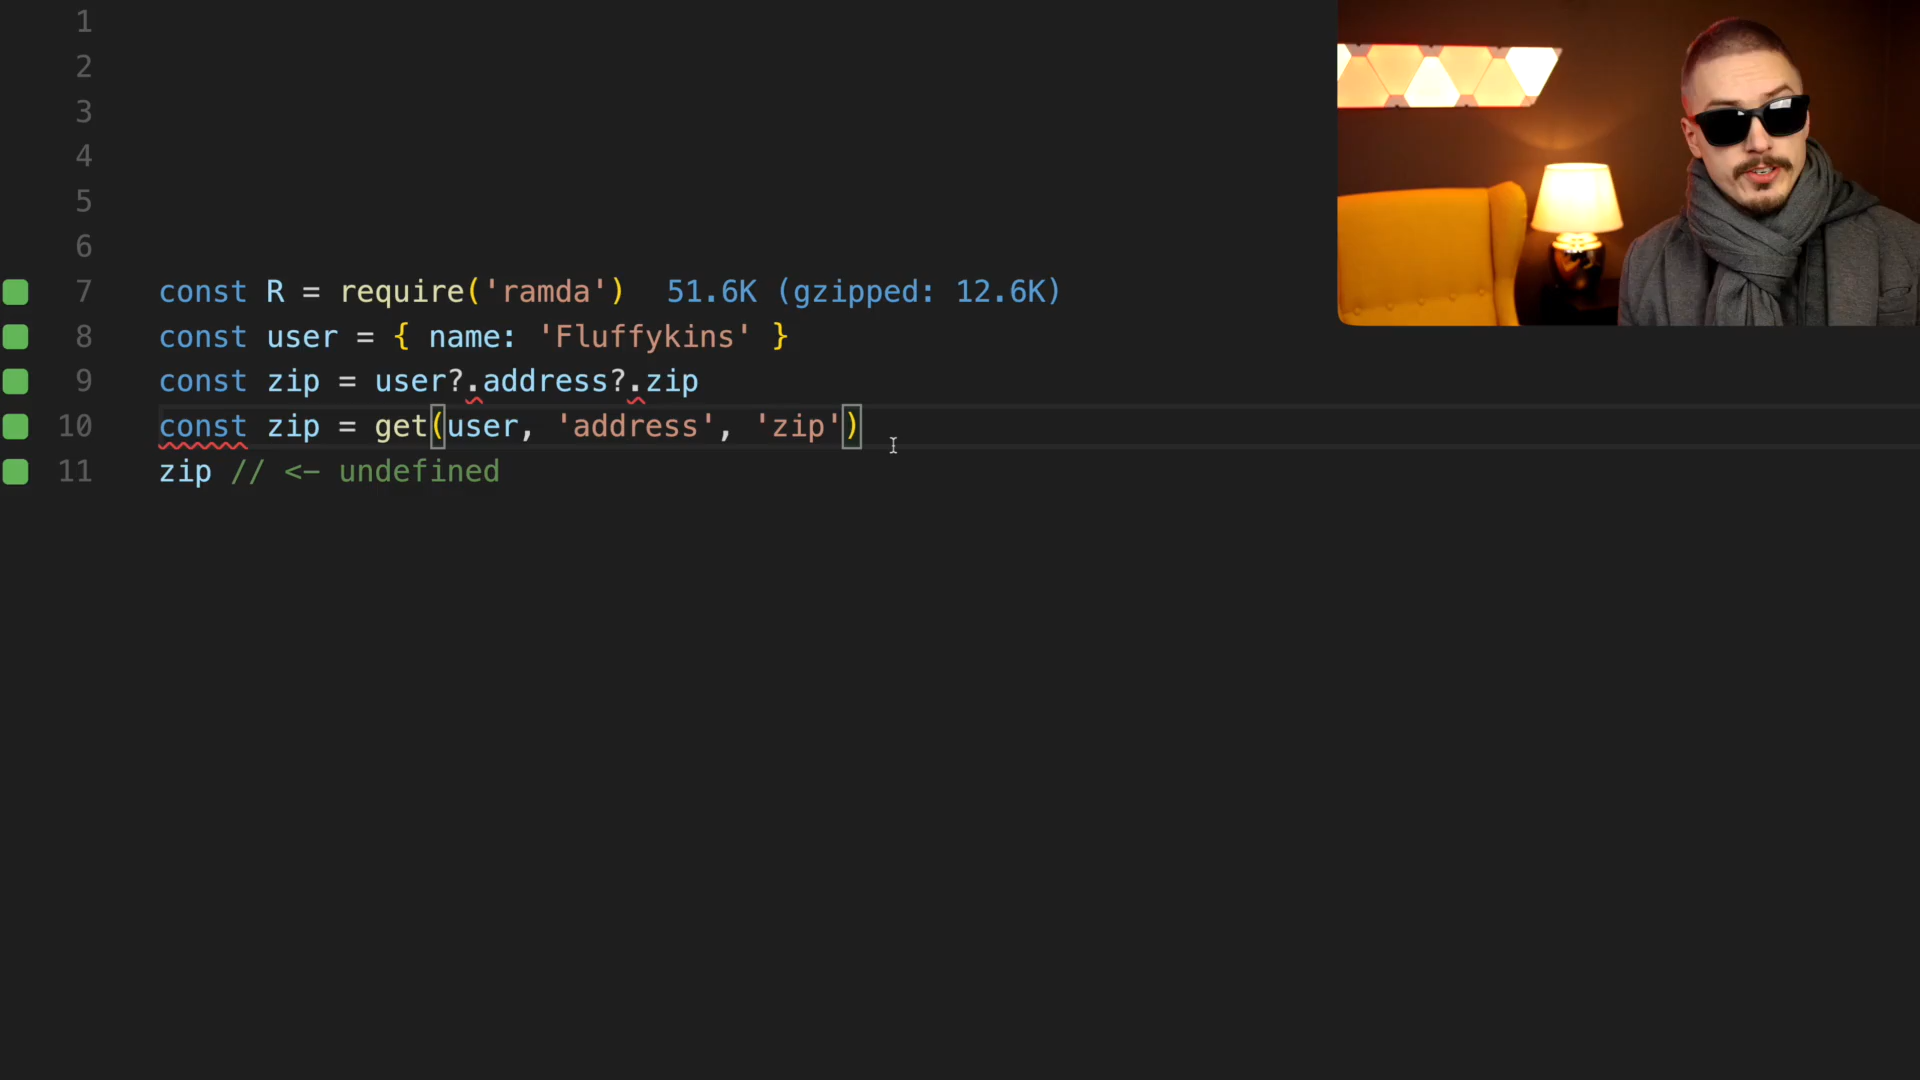 1
2
3
4
5
6
7 const R = require('ramda') 51.6K (gzipped: 12.6K)
8 const user = { name: 'Fluffykins' }
9 const zip = user?.address?.zip
10 const zip = get(user, 'address', 'zip')
11 zip // <- undefined